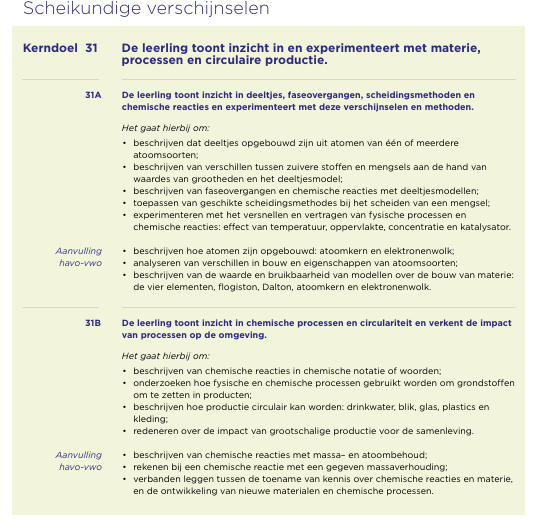 Scheikundige verschijnselen
Kerndoel 31
De leerling toont inzicht in en experimenteert met materie,
processen en circulaire productie.
31A
De leerling toont inzicht in deeltjes, faseovergangen, scheidingsmethoden en
chemische reacties en experimenteert met deze verschijnselen en methoden.
Het gaat hierbij om:
• beschrijven dat deeltjes opgebouwd zijn uit atomen van één of meerdere
atoomsoorten;
• beschrijven van verschillen tussen zuivere stoffen en mengsels aan de hand van
waardes van grootheden en het deeltjesmodel;
• beschrijven van faseovergangen en chemische reacties met deeltjesmodellen;
• toepassen van geschikte scheidingsmethodes bij het scheiden van een mengsel;
• experimenteren met het versnellen en vertragen van fysische processen en
chemische reacties: effect van temperatuur, oppervlakte, concentratie en katalysator.
Aanvulling
havo-vwo
• beschrijven hoe atomen zijn opgebouwd: atoomkern en elektronenwolk;
• analyseren van verschillen in bouw en eigenschappen van atoomsoorten;
• beschrijven van de waarde en bruikbaarheid van modellen over de bouw van materie:
de vier elementen, flogiston, Dalton, atoomkern en elektronenwolk.
31B
De leerling toont inzicht in chemische processen en circulariteit en verkent de impact
van processen op de omgeving.
Het gaat hierbij om:
• beschrijven van chemische reacties in chemische notatie of woorden;
• onderzoeken hoe fysische en chemische processen gebruikt worden om grondstoffen
om te zetten in producten;
• beschrijven hoe productie circulair kan worden: drinkwater, blik, glas, plastics en
kleding;
• redeneren over de impact van grootschalige productie voor de samenleving.
Aanvulling
havo-vwo
• beschrijven van chemische reacties met massa– en atoombehoud;
• rekenen bij een chemische reactie met een gegeven massaverhouding;
• verbanden leggen tussen de toename van kennis over chemische reacties en materie,
en de ontwikkeling van nieuwe materialen en chemische processen.